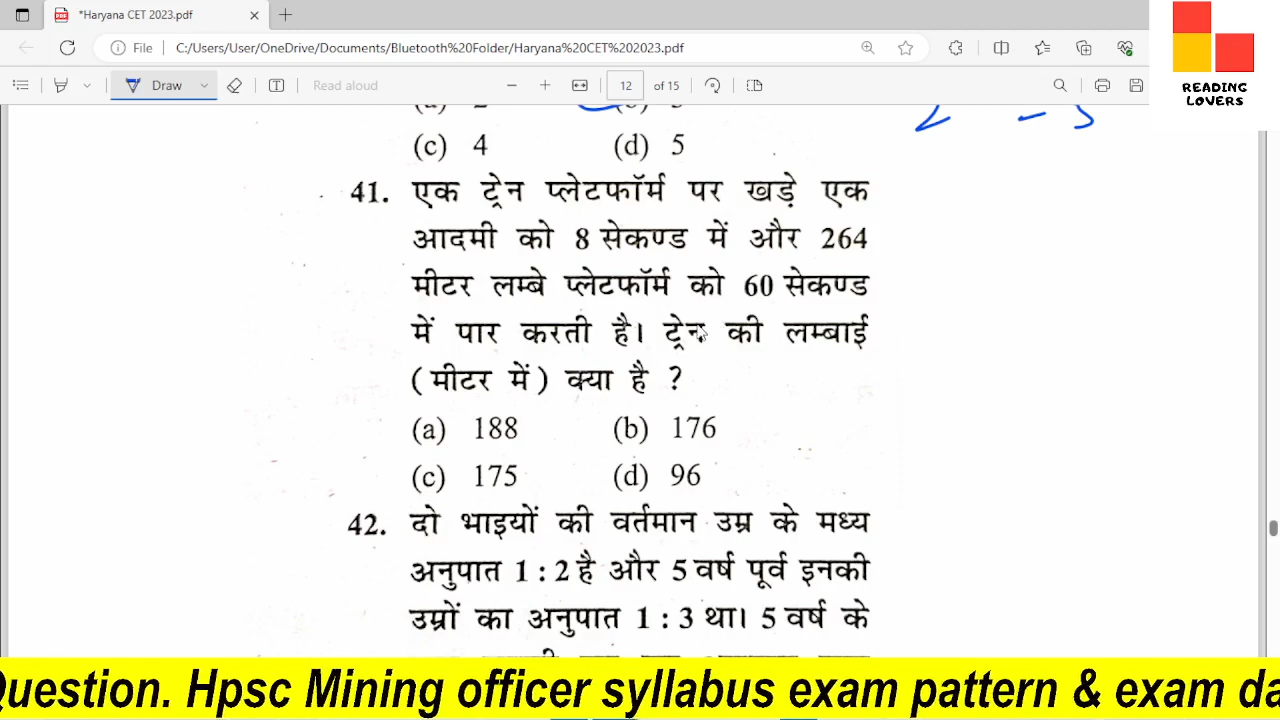 *Haryana CET 2023.pdf
File C:/Users/User/OneDrive/Documents/Bluetooth%20Folder/Haryana%20CET%202023.pdf
Draw Read aloud 12 of 15
READING
LOVERS
(a) 2 (b) 3
2 - 3
(c) 4 (d) 5
41. एक ट्रेन प्लेटफॉर्म पर खड़े एक
आदमी को 8 सेकण्ड में और 264
मीटर लम्बे प्लेटफॉर्म को 60 सेकण्ड
में पार करती है। ट्रेन की लम्बाई
(मीटर में) क्या है ?
(a) 188 (b) 176
(c) 175 (d) 96
42. दो भाइयों की वर्तमान उम्र के मध्य
अनुपात 1 : 2 है और 5 वर्ष पूर्व इनकी
उम्रों का अनुपात 1 : 3 था। 5 वर्ष के
Question. Hpsc Mining officer syllabus exam pattern & exam da